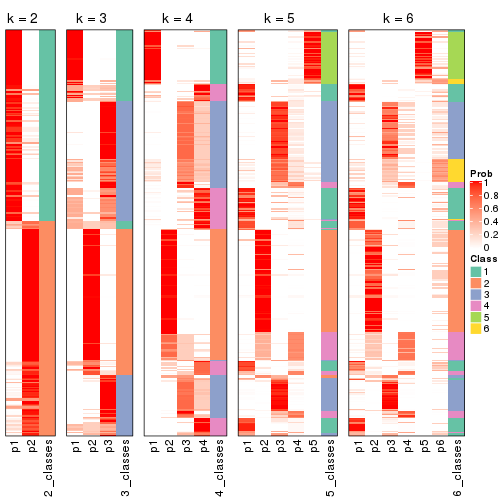 k = 2 k = 3 k = 4 k = 5 k = 6
p1 p2 2_classes
p1 p2 p3 3_classes
p1 p2 p3 p4 4_classes
p1 p2 p3 p4 p5 5_classes
p1 p2 p3 p4 p5 p6 6_classes
Prob
1
0.8
0.6
0.4
0.2
0
Class
1
2
3
4
5
6